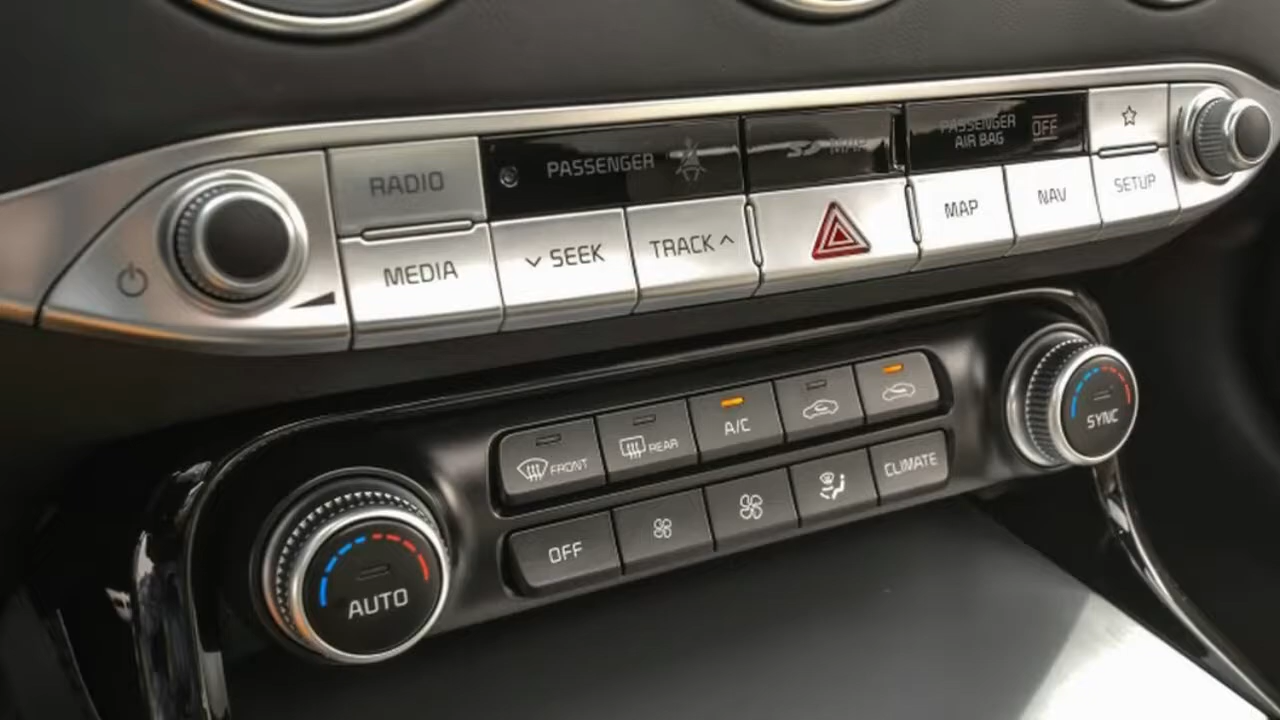 RADIO
PASSENGER
PASSENGER
AIR BAG
OFF
MEDIA
SEEK
TRACK
MAP
NAV
SETUP
FRONT
REAR
A/C
SYNC
OFF
CLIMATE
AUTO